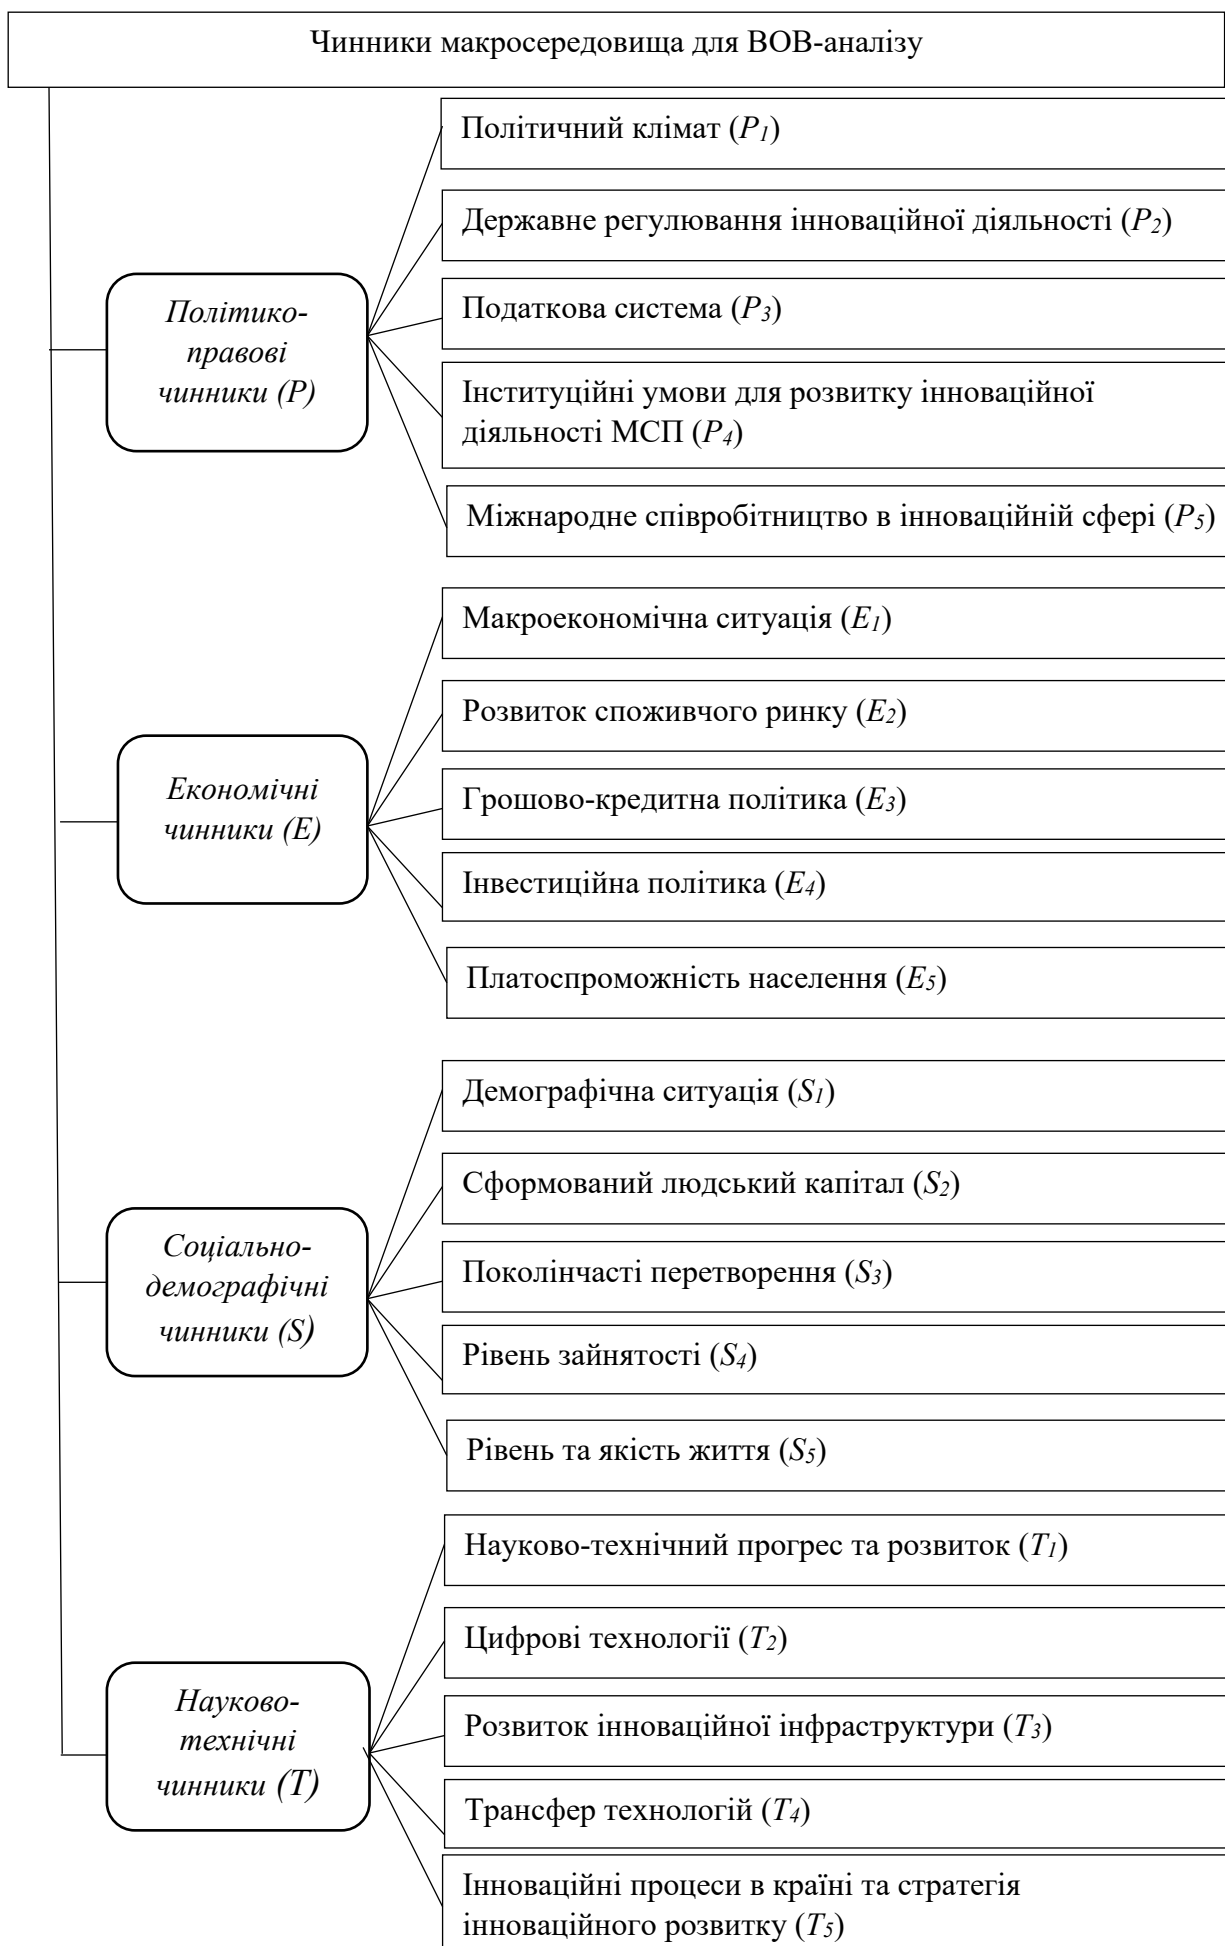 Чинники макросередовища для ВОВ-аналізу
Політико-
правові
чинники (P)
Політичний клімат (P1)
Державне регулювання інноваційної діяльності (P2)
Податкова система (P3)
Інституційні умови для розвитку інноваційної
діяльності МСП (P4)
Міжнародне співробітництво в інноваційній сфері (P5)
Економічні
чинники (E)
Макроекономічна ситуація (E1)
Розвиток споживчого ринку (E2)
Грошово-кредитна політика (E3)
Інвестиційна політика (E4)
Платоспроможність населення (E5)
Соціально-
демографічні
чинники (S)
Демографічна ситуація (S1)
Сформований людський капітал (S2)
Поколінчасті перетворення (S3)
Рівень зайнятості (S4)
Рівень та якість життя (S5)
Науково-
технічні
чинники (T)
Науково-технічний прогрес та розвиток (T1)
Цифрові технології (T2)
Розвиток інноваційної інфраструктури (T3)
Трансфер технологій (T4)
Інноваційні процеси в країні та стратегія
інноваційного розвитку (T5)